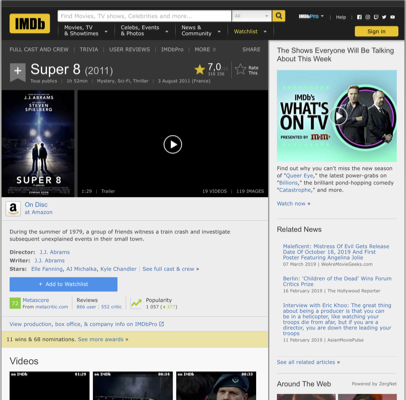 IMDb
Find Movies, TV shows, Celebrities and more...
All
IMDbPro
Help
Movies, TV
& Showtimes
Celebs, Events
& Photos
News &
Community
Watchlist
Sign in
FULL CAST AND CREW | TRIVIA | USER REVIEWS | IMDbPro | MORE
SHARE
Super 8 (2011)
7,0
Rate
This
Tous publics | 1h 52min | Mystery, Sci-Fi, Thriller | 3 August 2011 (France)
J.J. ABRAMS
STEVEN
SPIELBERG
SUPER 8
1:29 | Trailer
19 VIDEOS | 119 IMAGES
On Disc
at Amazon
During the summer of 1979, a group of friends witness a train crash and investigate
subsequent unexplained events in their small town.
Director: J.J. Abrams
Writer: J.J. Abrams
Stars: Elle Fanning, AJ Michalka, Kyle Chandler | See full cast & crew »
+ Add to Watchlist
72
Metascore
From metacritic.com
Reviews
868 user | 552 critic
Popularity
View production, box office, & company info on IMDbPro
11 wins & 68 nominations. See more awards »
Videos
The Shows Everyone Will Be Talking
About This Week
IMDb's
WHAT'S
ON TV
PRESENTED BY M&M'S
Find out why you can't miss the new season
of "Queer Eye," the latest power-grabs on
"Billions," the brilliant pond-hopping comedy
"Catastrophe," and more.
Watch now »
Related News
Maleficent: Mistress Of Evil Gets Release
Date Of October 18, 2019 And First
Poster Featuring Angelina Jolie
07 March 2019 | WeAreMovieGeeks.com
Berlin: 'Children of the Dead' Wins Forum
Critics Prize
16 February 2019 | The Hollywood Reporter
Interview with Eric Khoo: The great thing
about being a producer is that you can
be in a helicopter, like watching your
troops die from afar, but if you are a
director, you are down there leading your
troops
11 February 2019 | AsianMoviePulse
See all related articles »
Around The Web
Powered by ZergNet